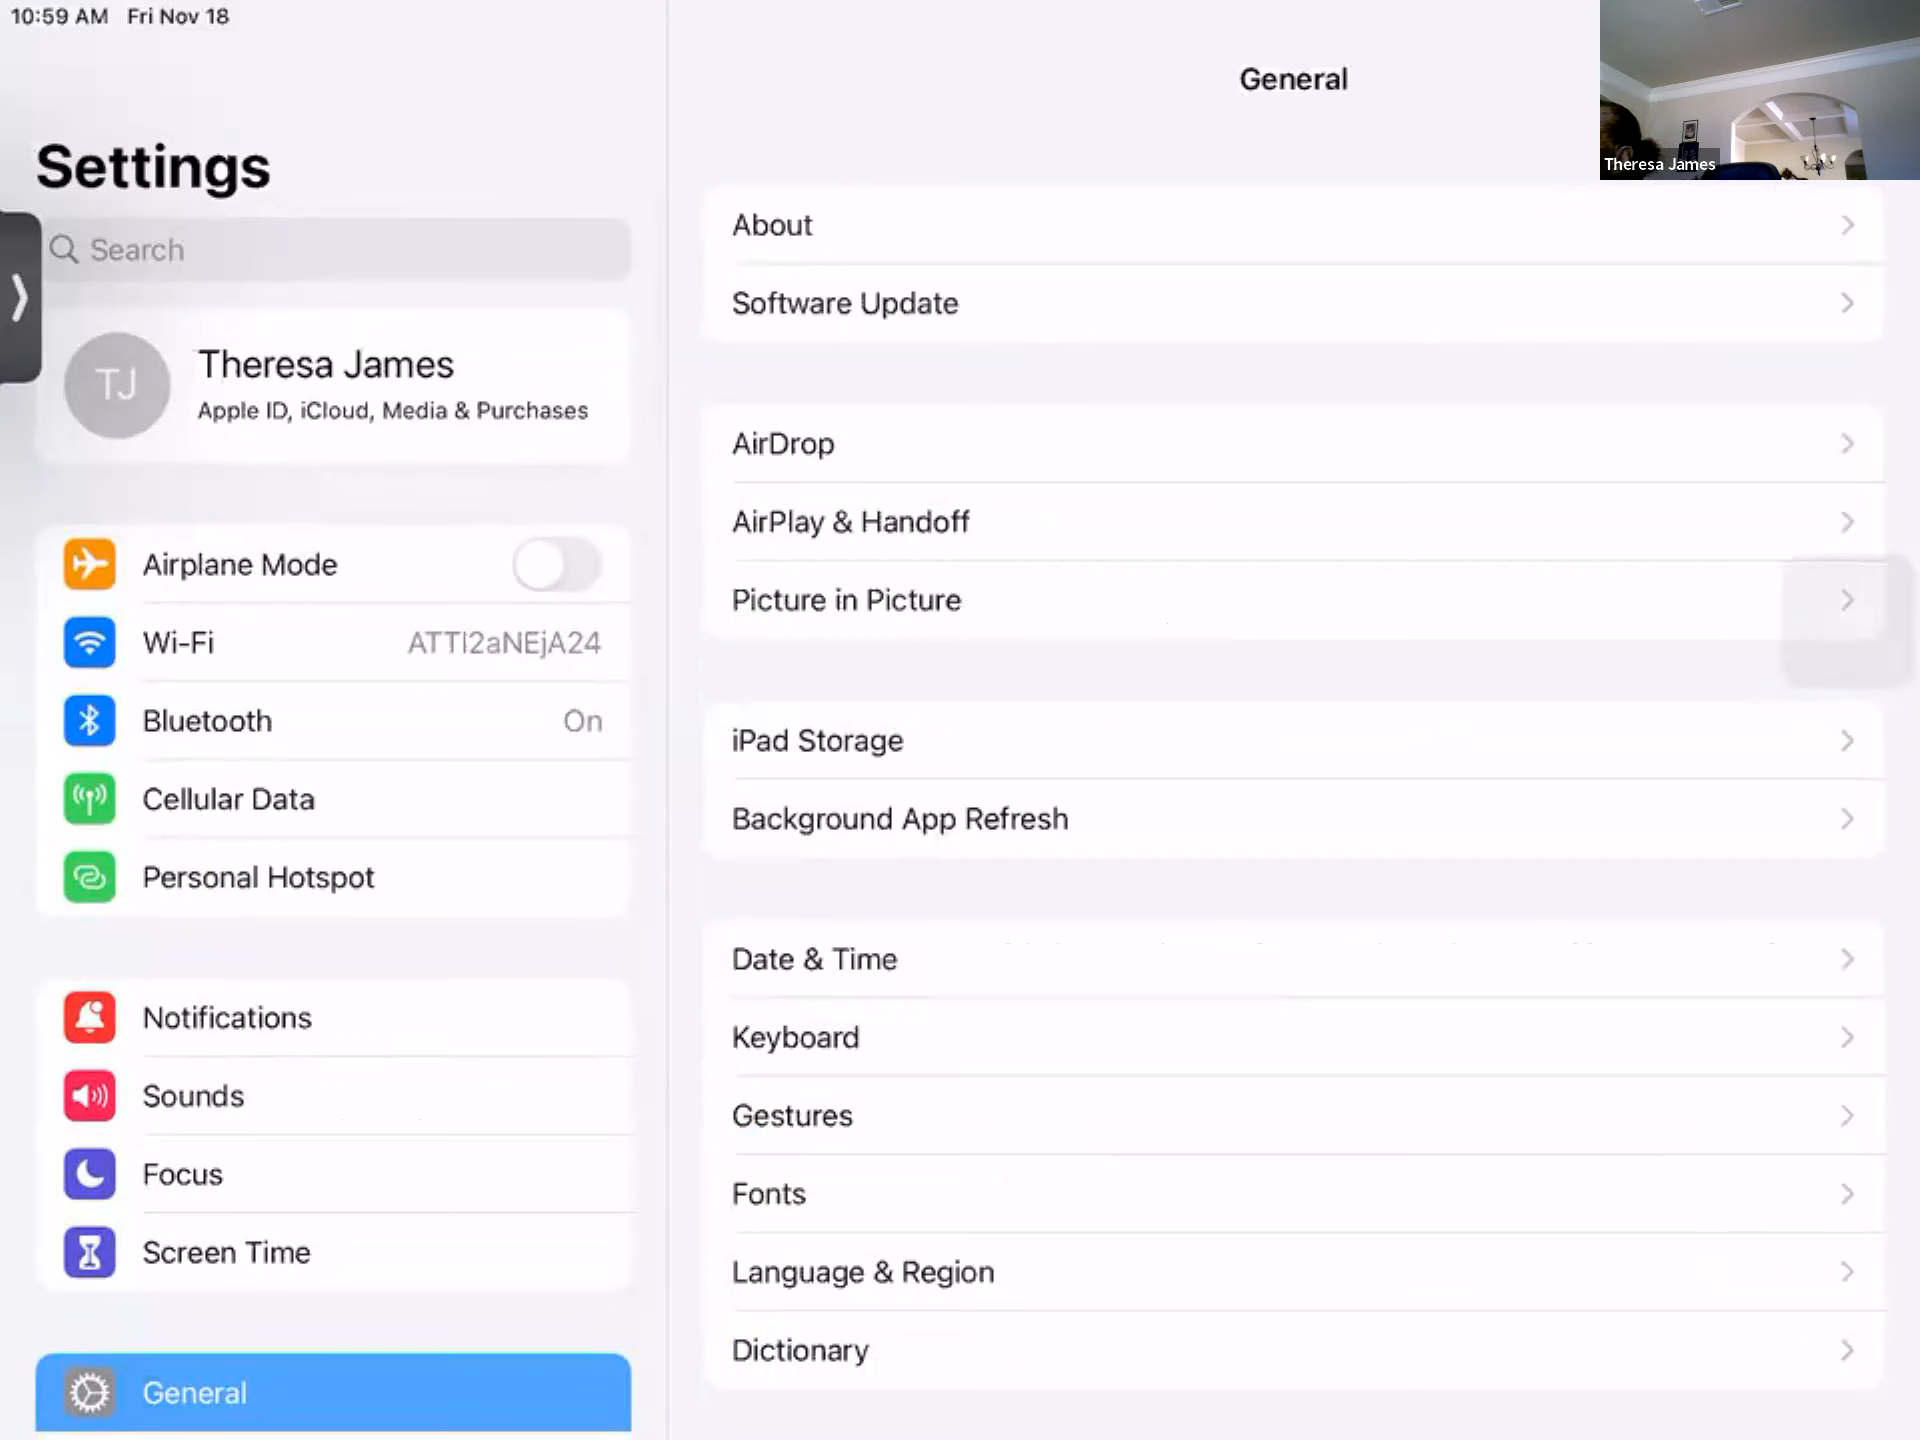 10:59 AM Fri Nov 18
Settings
Search
TJ
Theresa James
Apple ID, iCloud, Media & Purchases
Airplane Mode
Wi-Fi ATTI2aNEjA24
Bluetooth On
Cellular Data
Personal Hotspot
Notifications
Sounds
Focus
Screen Time
General
General
Theresa James
About
Software Update
AirDrop
AirPlay & Handoff
Picture in Picture
iPad Storage
Background App Refresh
Date & Time
Keyboard
Gestures
Fonts
Language & Region
Dictionary